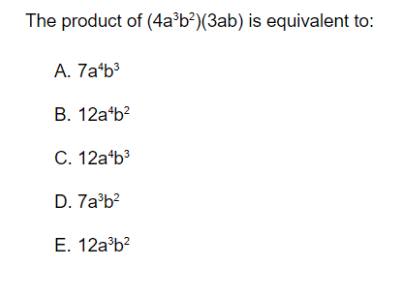 The product of (4a³b²)(3ab) is equivalent to:
A. 7a⁴b³
B. 12a⁴b²
C. 12a⁴b³
D. 7a³b²
E. 12a³b²